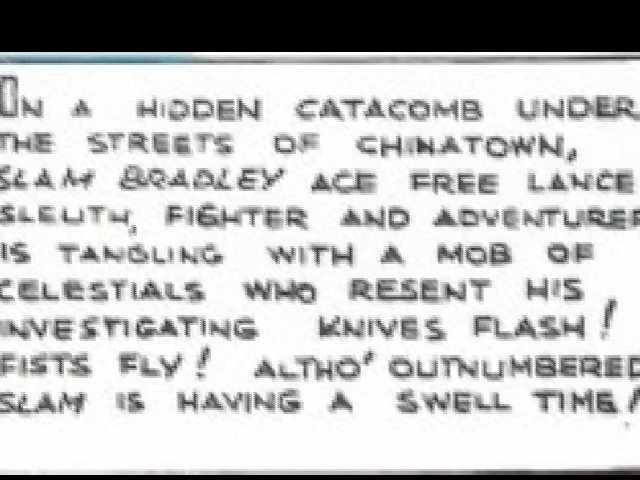 IN A HIDDEN CATACOMB UNDER
THE STREETS OF CHINATOWN,
SLAM BRADLEY ACE FREE LANCE
SLEUTH, FIGHTER AND ADVENTURER
IS TANGLING WITH A MOB OF
CELESTIALS WHO RESENT HIS
INVESTIGATING KNIVES FLASH!
FISTS FLY! ALTHO' OUTNUMBERED
SLAM IS HAVING A SWELL TIME!